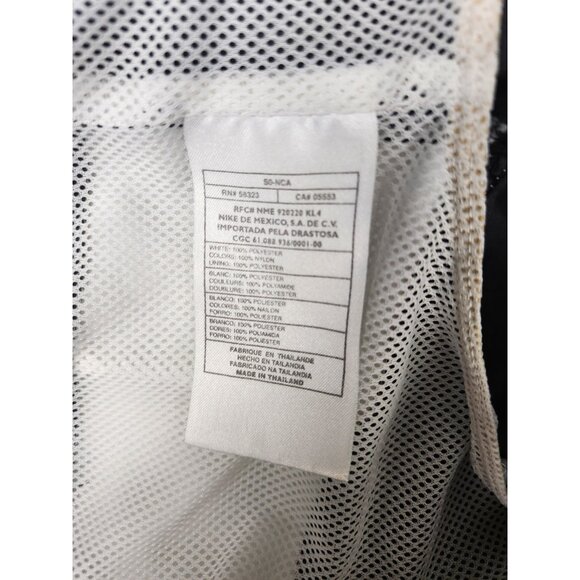 S0-NCA
RN# 56323 CA# 05553
RFC# NME 920220 KL4
NIKE DE MEXICO, S.A. DE C.V.
IMPORTADA PELA DRASTOSA
CGC 61.088.936/0001-00
WHITE: 100% POLYESTER
COLORS: 100% NYLON
LINING: 100% POLYESTER
BLANC: 100% POLYESTER
COULEURS: 100% POLYAMIDE
DOUBLURE: 100% POLYESTER
BLANCO: 100% POLIESTER
COLORES: 100% NAILON
FORRO: 100% POLIESTER
BRANCO: 100% POLIESTER
CORES: 100% POLIAMIDA
FORRO: 100% POLIESTER
FABRIQUE EN THAILANDE
HECHO EN TAILANDIA
FABRICADO NA TAILANDIA
MADE IN THAILAND